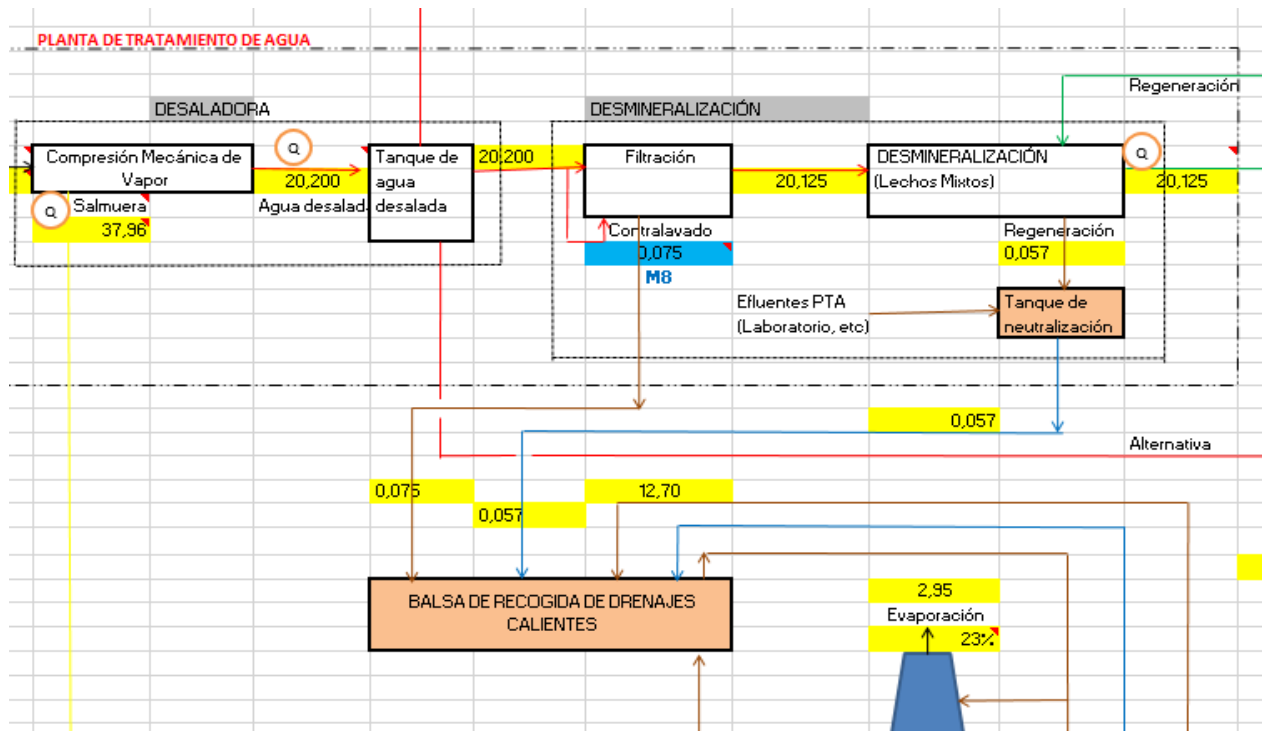 PLANTA DE TRATAMIENTO DE AGUA
Regeneración
DESALADORA
DESMINERALIZACIÓN
Compresión Mecánica de
Vapor
Q
20,200
Agua desalad
Tanque de
agua
desalada
20,200
Filtración
20,125
DESMINERALIZACIÓN
(Lechos Mixtos)
Q
20,125
Q
Salmuera
37,96
Contralavado
0,075
M8
Regeneración
0,057
Efluentes PTA
(Laboratorio, etc)
Tanque de
neutralización
0,057
Alternativa
0,075
0,057
12,70
BALSA DE RECOGIDA DE DRENAJES
CALIENTES
2,95
Evaporación
23%